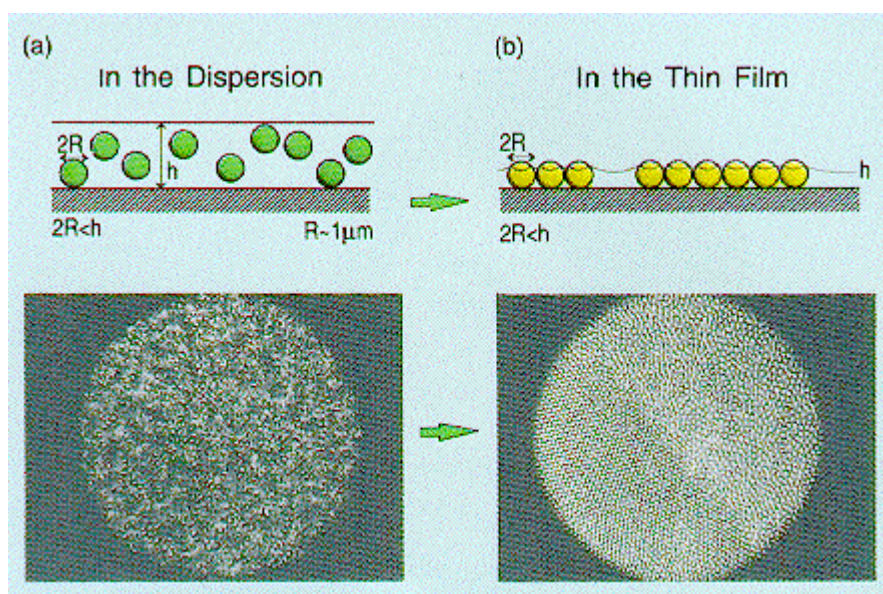 (a)
In the Dispersion
2R
h
2R<h
R~1μm
(b)
In the Thin Film
2R
h
2R<h